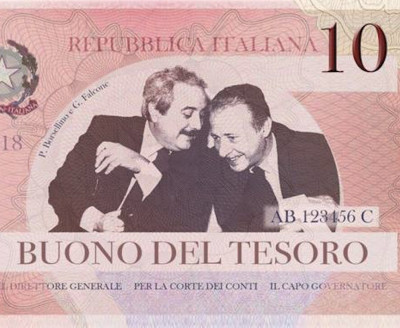 REPUBBLICA ITALIANA
10
18
P. Borsellino e G. Falcone
AB 123456 C
BUONO DEL TESORO
DIRETTORE GENERALE PER LA CORTE DEI CONTI IL CAPO GOVERNATORE